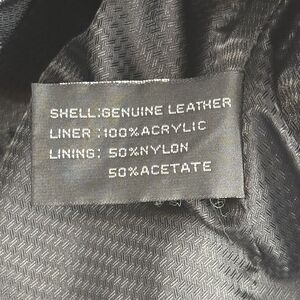 SHELL:GENUINE LEATHER
LINER :100%ACRYLIC
LINING: 50%NYLON
50%ACETATE